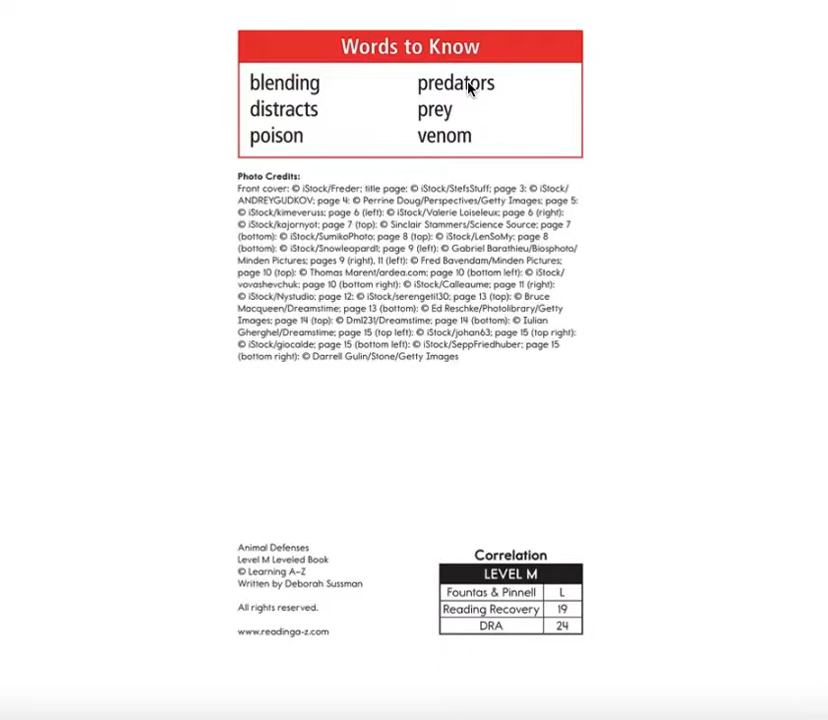 Words to Know
blending
distracts
poison
predators
prey
venom
Photo Credits:
Front cover: © iStock/Freder; title page: © iStock/StefsStuff; page 3: © iStock/
ANDREYGUDKOV; page 4: © Perrine Doug/Perspectives/Getty Images; page 5:
© iStock/kimeveruss; page 6 (left): © iStock/Valerie Loiseleux; page 6 (right):
© iStock/kajornyot; page 7 (top): © Sinclair Stammers/Science Source; page 7
(bottom): © iStock/SumikoPhoto; page 8 (top): © iStock/LenSoMy; page 8
(bottom): © iStock/Snowleopard1; page 9 (left): © Gabriel Barathieu/Biosphoto/
Minden Pictures; pages 9 (right), 11 (left): © Fred Bavendam/Minden Pictures;
page 10 (top): © Thomas Marent/ardea.com; page 10 (bottom left): © iStock/
vovashevchuk; page 10 (bottom right): © iStock/Calleaume; page 11 (right):
© iStock/Nystudio; page 12: © iStock/serengeti130; page 13 (top): © Bruce
Macqueen/Dreamstime; page 13 (bottom): © Ed Reschke/Photolibrary/Getty
Images; page 14 (top): © Dml231/Dreamstime; page 14 (bottom): © Iulian
Gherghel/Dreamstime; page 15 (top left): © iStock/johan63; page 15 (top right):
© iStock/giocalde; page 15 (bottom left): © iStock/SeppFriedhuber; page 15
(bottom right): © Darrell Gulin/Stone/Getty Images
Animal Defenses
Level M Leveled Book
© Learning A–Z
Written by Deborah Sussman
All rights reserved.
www.readinga-z.com
Correlation
LEVEL M
Fountas & Pinnell L
Reading Recovery 19
DRA 24